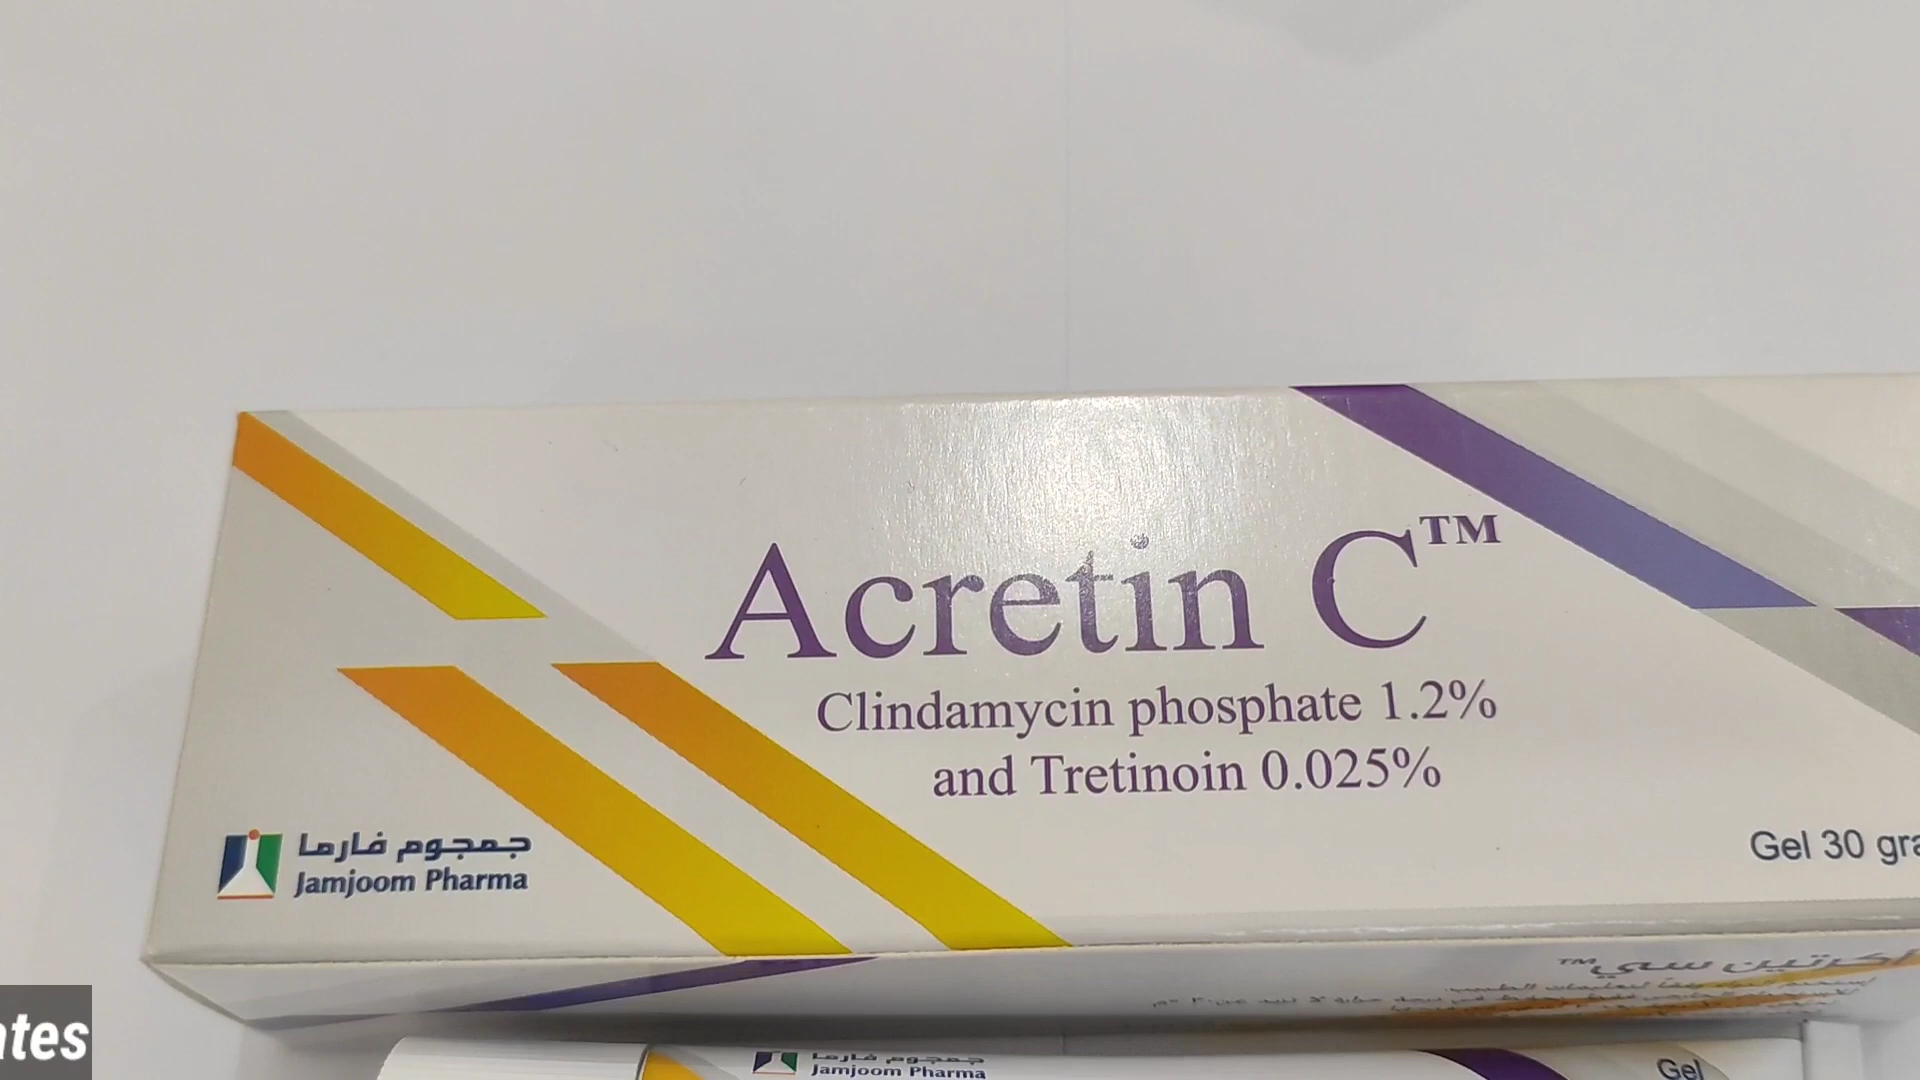 Acretin C™
Clindamycin phosphate 1.2%
and Tretinoin 0.025%
جمجوم فارما
Jamjoom Pharma
Gel 30 gra
اكرتين سي™
ates
جمجوم فارما
Jamjoom Pharma
Gel